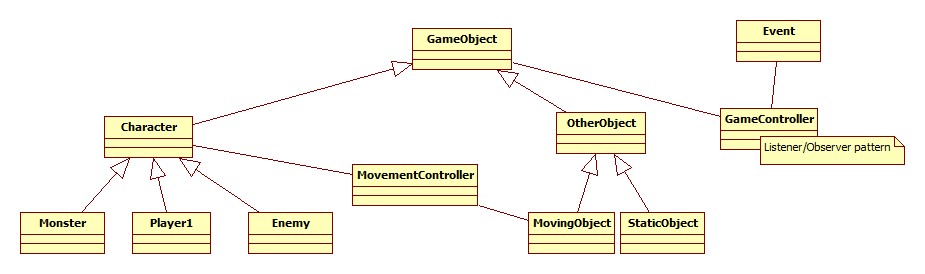 Event
GameObject
GameController
Listener/Observer pattern
Character
OtherObject
MovementController
Monster
Player1
Enemy
MovingObject
StaticObject